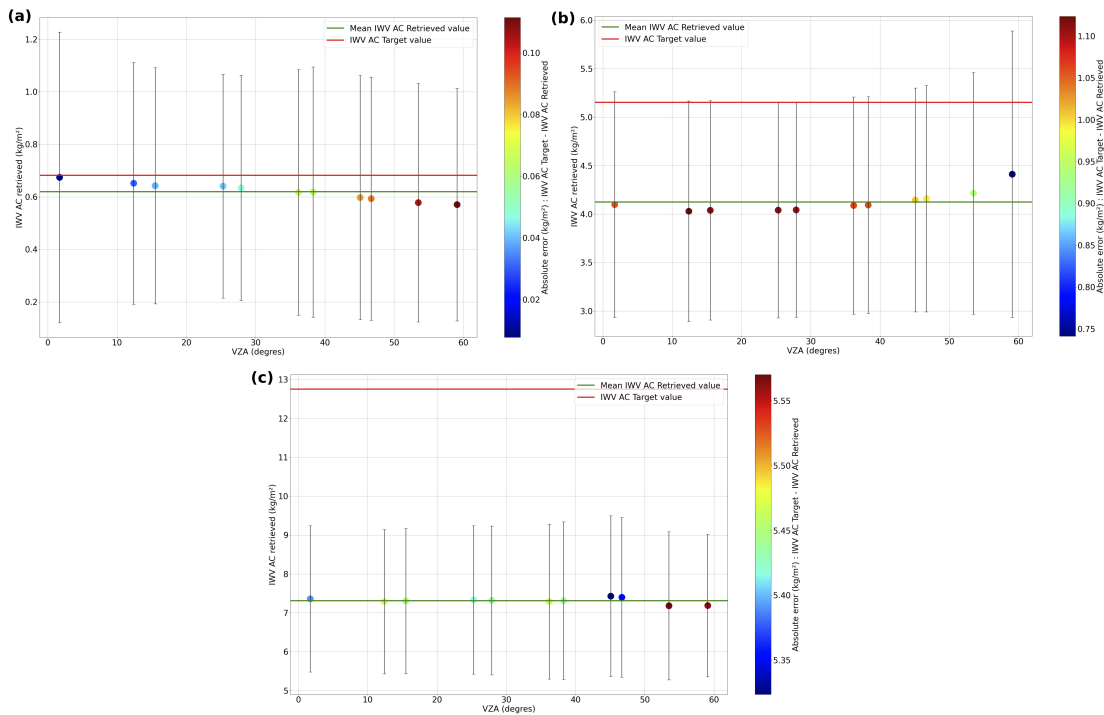 (a)
Mean IWV AC Retrieved value
IWV AC Target value
1.2
1.0
0.8
0.6
0.4
0.2
IWV AC retrieved (kg/m²)
0 10 20 30 40 50 60
VZA (degres)
0.10
0.08
0.06
0.04
0.02
Absolute error (kg/m²) : IWV AC Target - IWV AC Retrieved
(b)
Mean IWV AC Retrieved value
IWV AC Target value
6.0
5.5
5.0
4.5
4.0
3.5
3.0
IWV AC retrieved (kg/m²)
0 10 20 30 40 50 60
VZA (degres)
1.10
1.05
1.00
0.95
0.90
0.85
0.80
0.75
Absolute error (kg/m²) : IWV AC Target - IWV AC Retrieved
(c)
Mean IWV AC Retrieved value
IWV AC Target value
13
12
11
10
9
8
7
6
5
IWV AC retrieved (kg/m²)
0 10 20 30 40 50 60
VZA (degres)
5.55
5.50
5.45
5.40
5.35
Absolute error (kg/m²) : IWV AC Target - IWV AC Retrieved